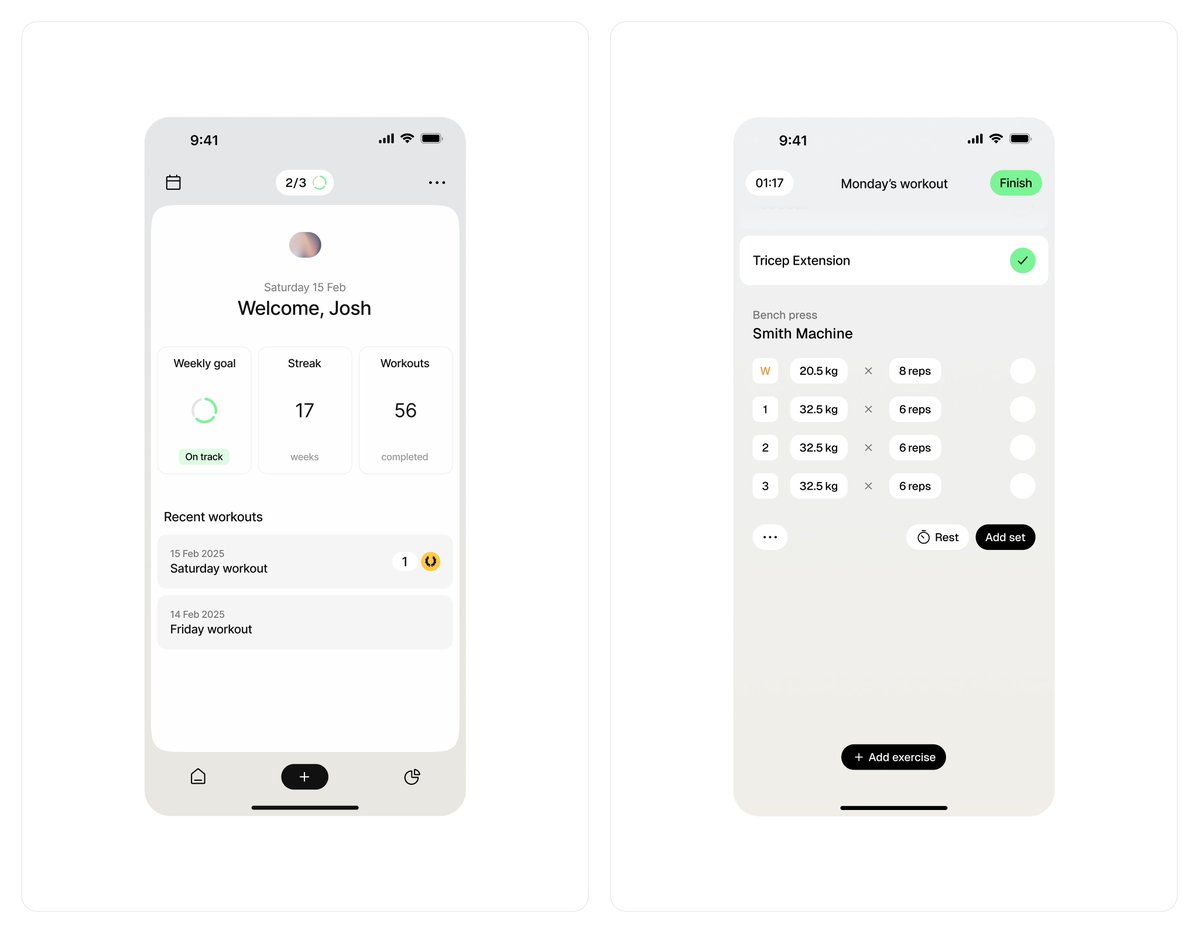 9:41
2/3
Saturday 15 Feb
Welcome, Josh
Weekly goal
Streak
Workouts
17
56
On track
weeks
completed
Recent workouts
15 Feb 2025
Saturday workout
1
14 Feb 2025
Friday workout
9:41
01:17
Monday’s workout
Finish
Tricep Extension
Bench press
Smith Machine
W 20.5 kg × 8 reps
1 32.5 kg × 6 reps
2 32.5 kg × 6 reps
3 32.5 kg × 6 reps
Rest
Add set
+ Add exercise